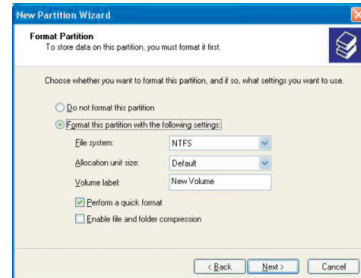 New Partition Wizard
Format Partition
To store data on this partition, you must format it first.
Choose whether you want to format this partition, and if so, what settings you want to use.
Do not format this partition
Format this partition with the following settings:
File system: NTFS
Allocation unit size: Default
Volume label: New Volume
Perform a quick format
Enable file and folder compression
< Back Next > Cancel